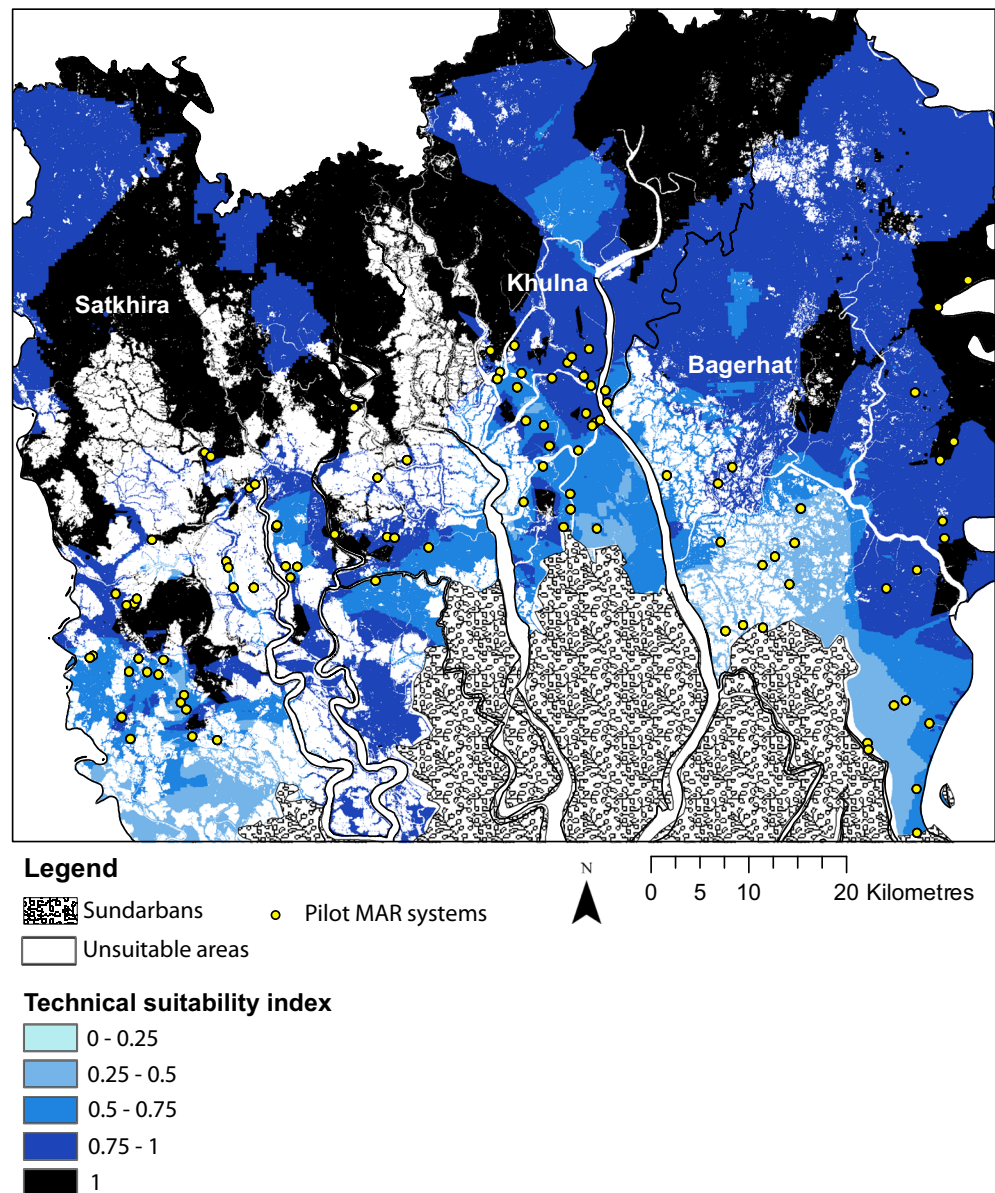 Satkhira
Khulna
Bagerhat
Legend
Sundarbans
Pilot MAR systems
Unsuitable areas
N
0 5 10 20 Kilometres
Technical suitability index
0 - 0.25
0.25 - 0.5
0.5 - 0.75
0.75 - 1
1